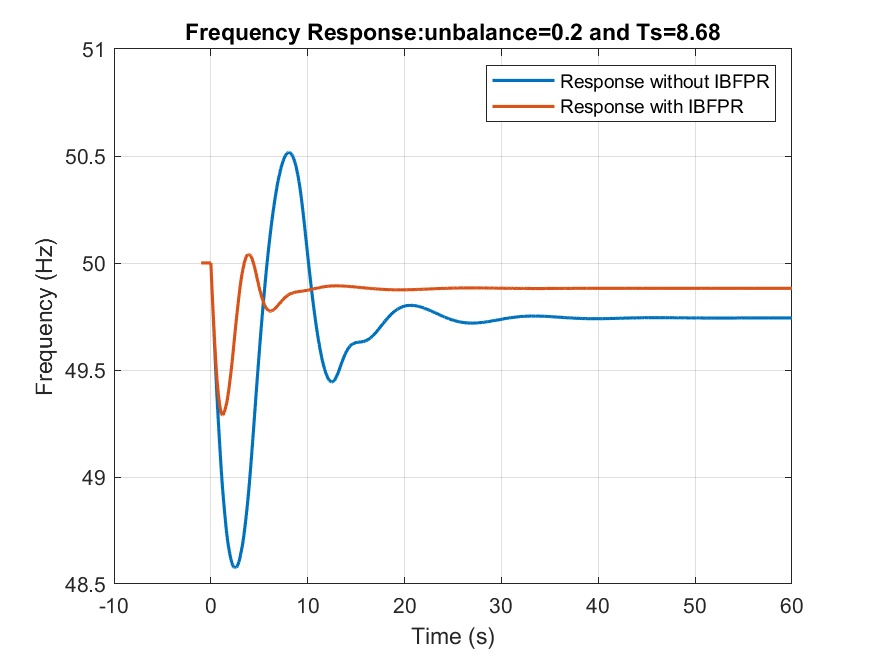 Frequency Response:unbalance=0.2 and Ts=8.68
51
50.5
50
49.5
49
48.5
Frequency (Hz)
Response without IBFPR
Response with IBFPR
-10 0 10 20 30 40 50 60
Time (s)